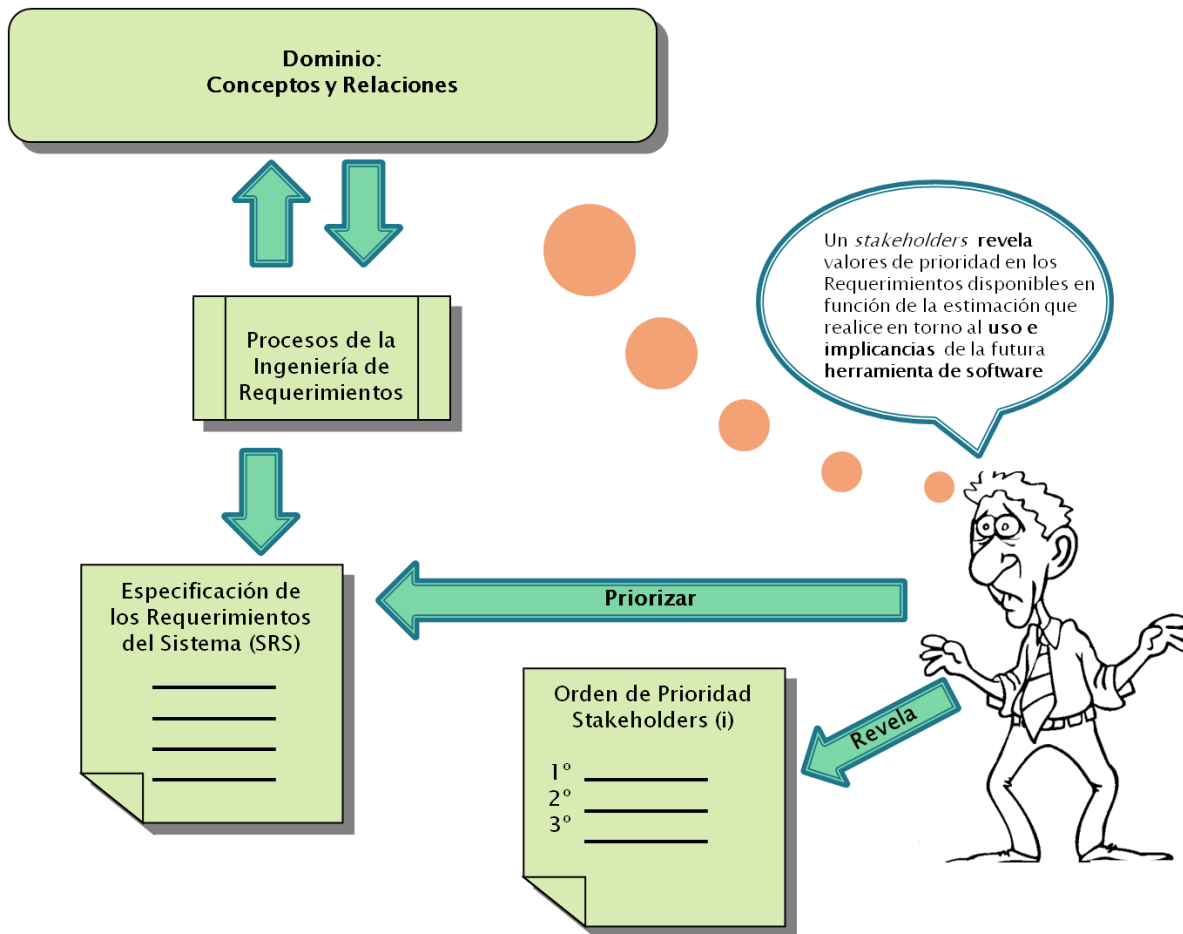 Dominio:
Conceptos y Relaciones
Un stakeholders revela
valores de prioridad en los
Requerimientos disponibles en
función de la estimación que
realice en torno al uso e
implicancias de la futura
herramienta de software
Procesos de la
Ingeniería de
Requerimientos
Especificación de
los Requerimientos
del Sistema (SRS)
Priorizar
Orden de Prioridad
Stakeholders (i)
1º
2º
3º
Revela